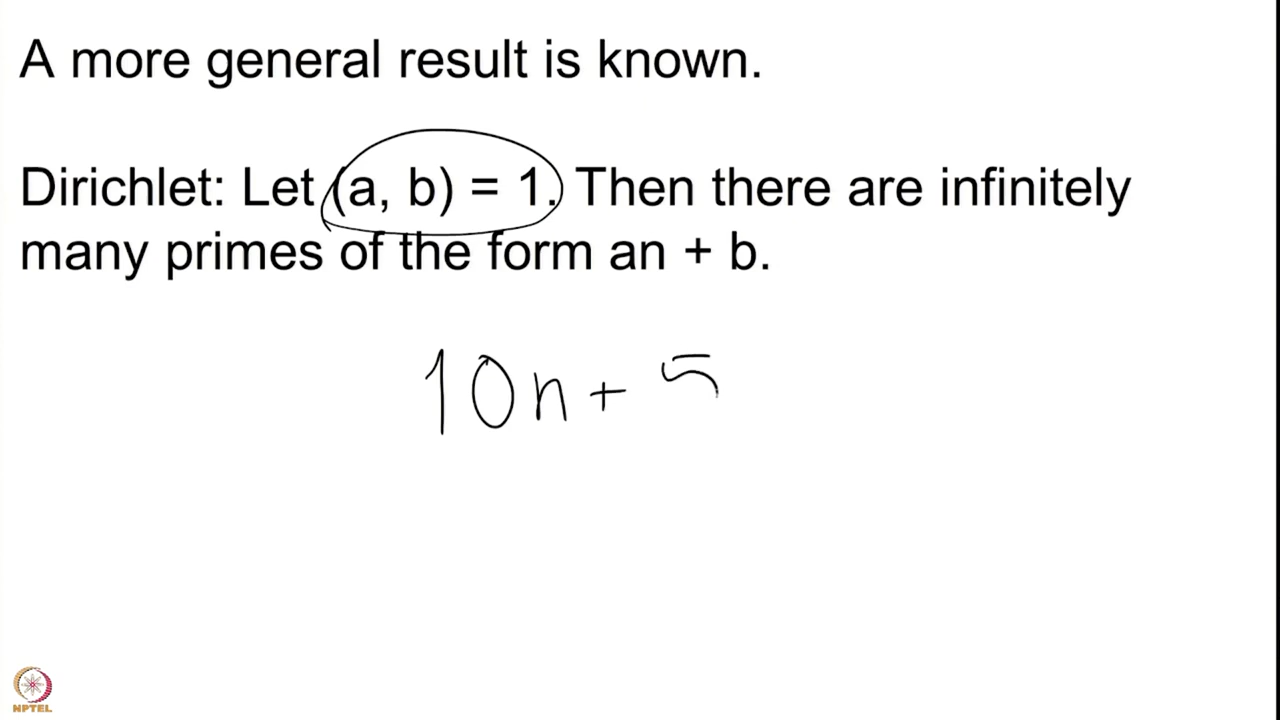 A more general result is known.
Dirichlet: Let (a, b) = 1. Then there are infinitely
many primes of the form an + b.
10n + 5
NPTEL